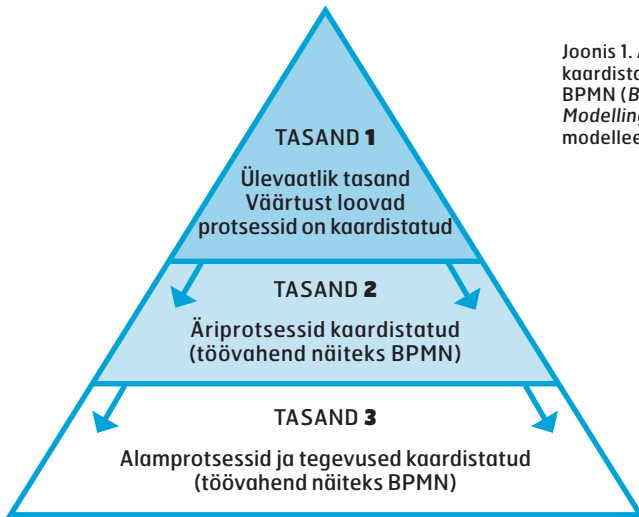 Joonis 1.
kaardista
BPMN (B
Modelling
modellee
TASAND 1
Ülevaatlik tasand
Väärtust loovad
protsessid on kaardistatud
TASAND 2
Äriprotsessid kaardistatud
(töövahend näiteks BPMN)
TASAND 3
Alamprotsessid ja tegevused kaardistatud
(töövahend näiteks BPMN)